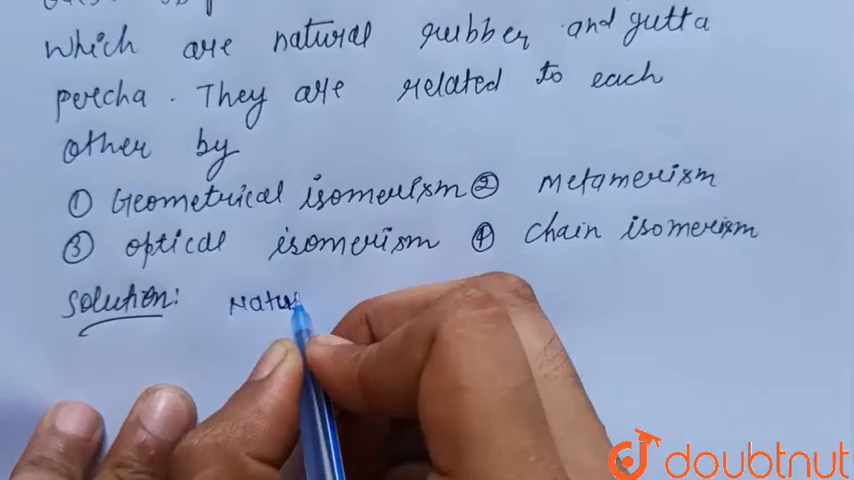 which are natural rubber and gutta
percha. They are related to each
other by
① Geometrical isomerism ② metamerism
③ optical isomerism ④ chain isomerism
Solution: Natur
doubtnut